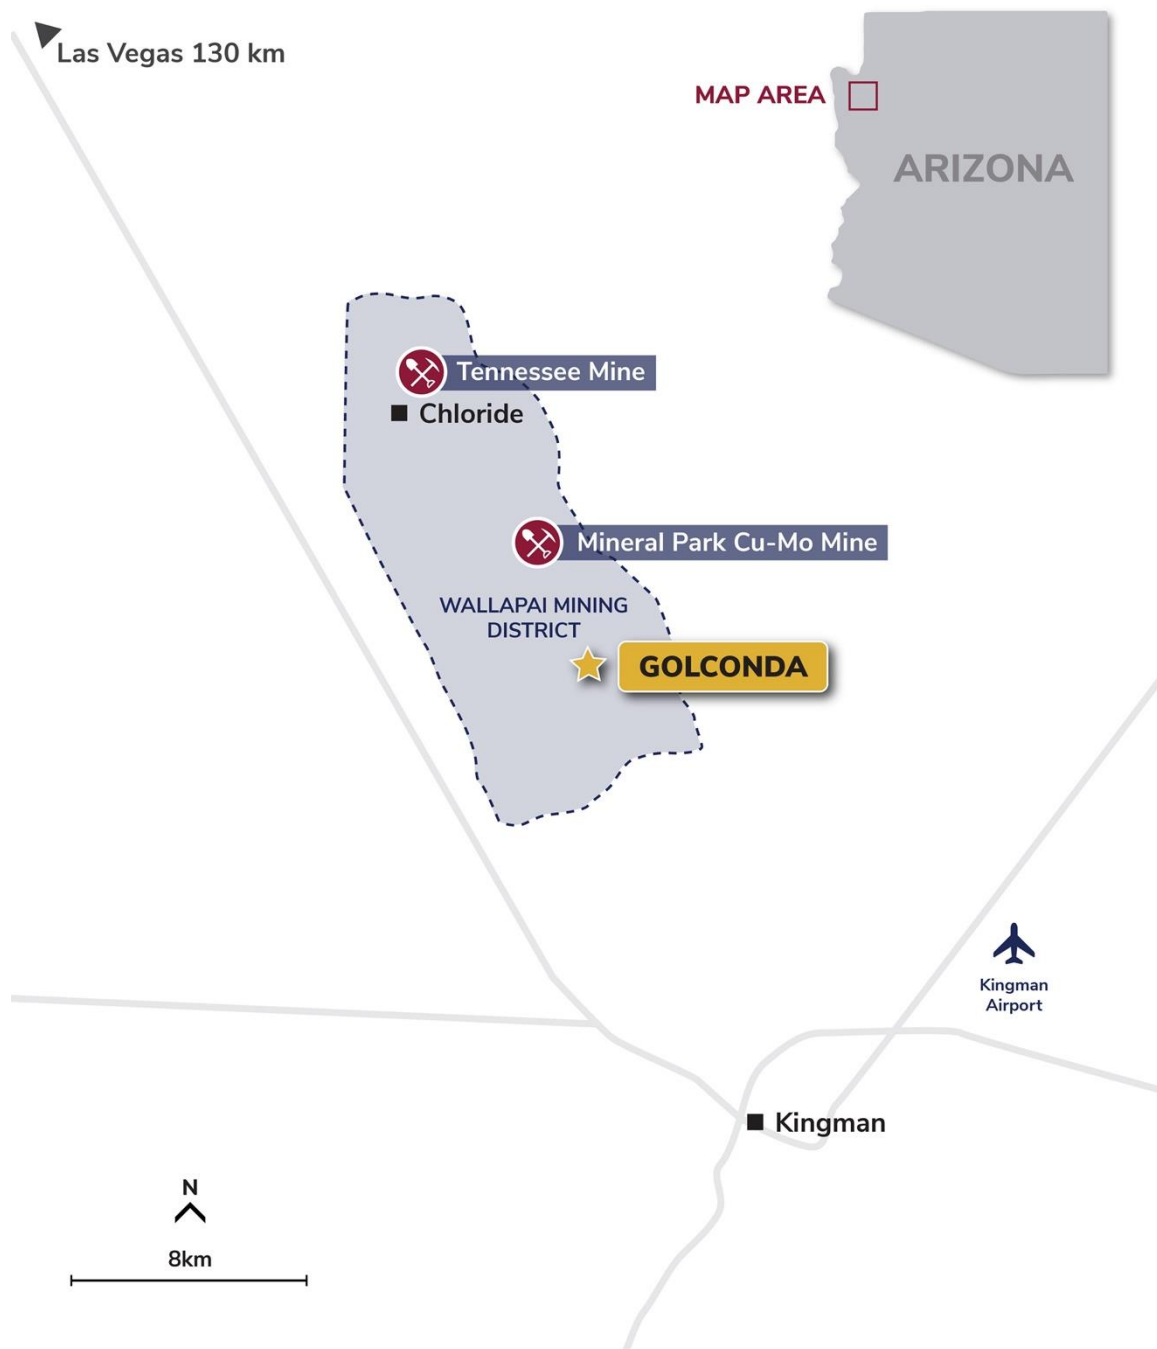 Las Vegas 130 km
MAP AREA
ARIZONA
Tennessee Mine
Chloride
Mineral Park Cu-Mo Mine
WALLAPAI MINING
DISTRICT
GOLCONDA
Kingman
Airport
Kingman
N
8km